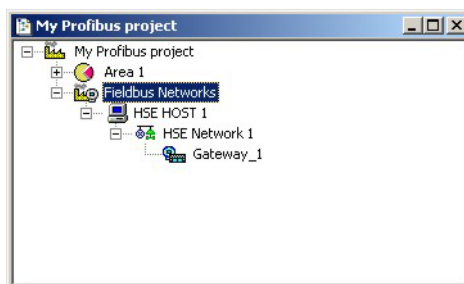 My Profibus project
My Profibus project
Area 1
Fieldbus Networks
HSE HOST 1
HSE Network 1
Gateway_1